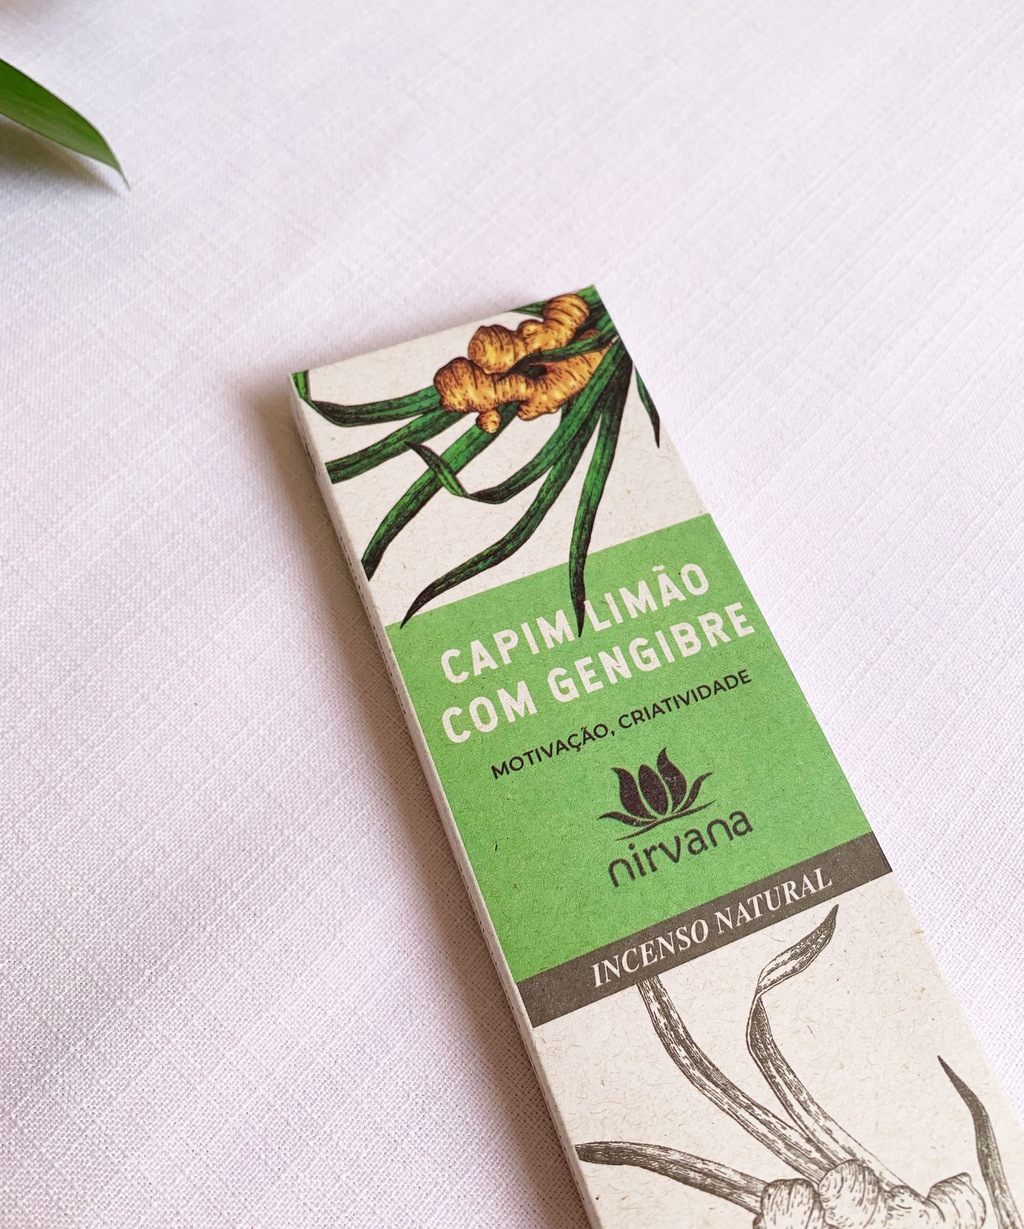 CAPIM LIMÃO
COM GENGIBRE
MOTIVAÇÃO, CRIATIVIDADE
nirvana
INCENSO NATURAL